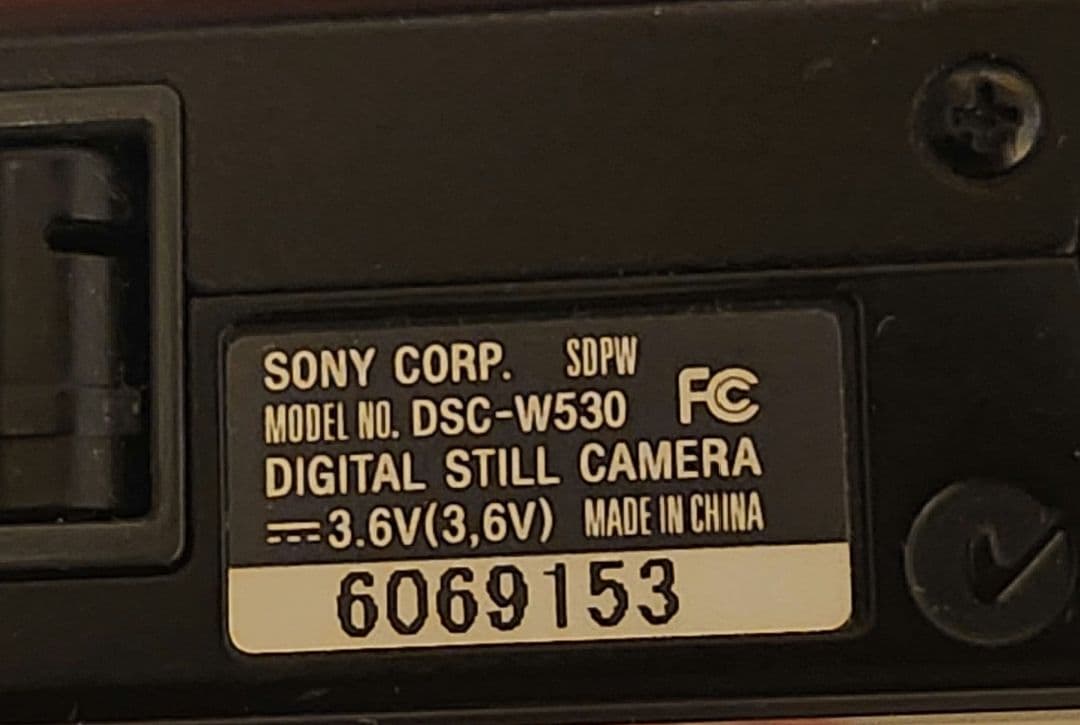 SONY CORP. SDPW
MODEL NO. DSC-W530 FC
DIGITAL STILL CAMERA
⎓3.6V(3,6V) MADE IN CHINA
6069153